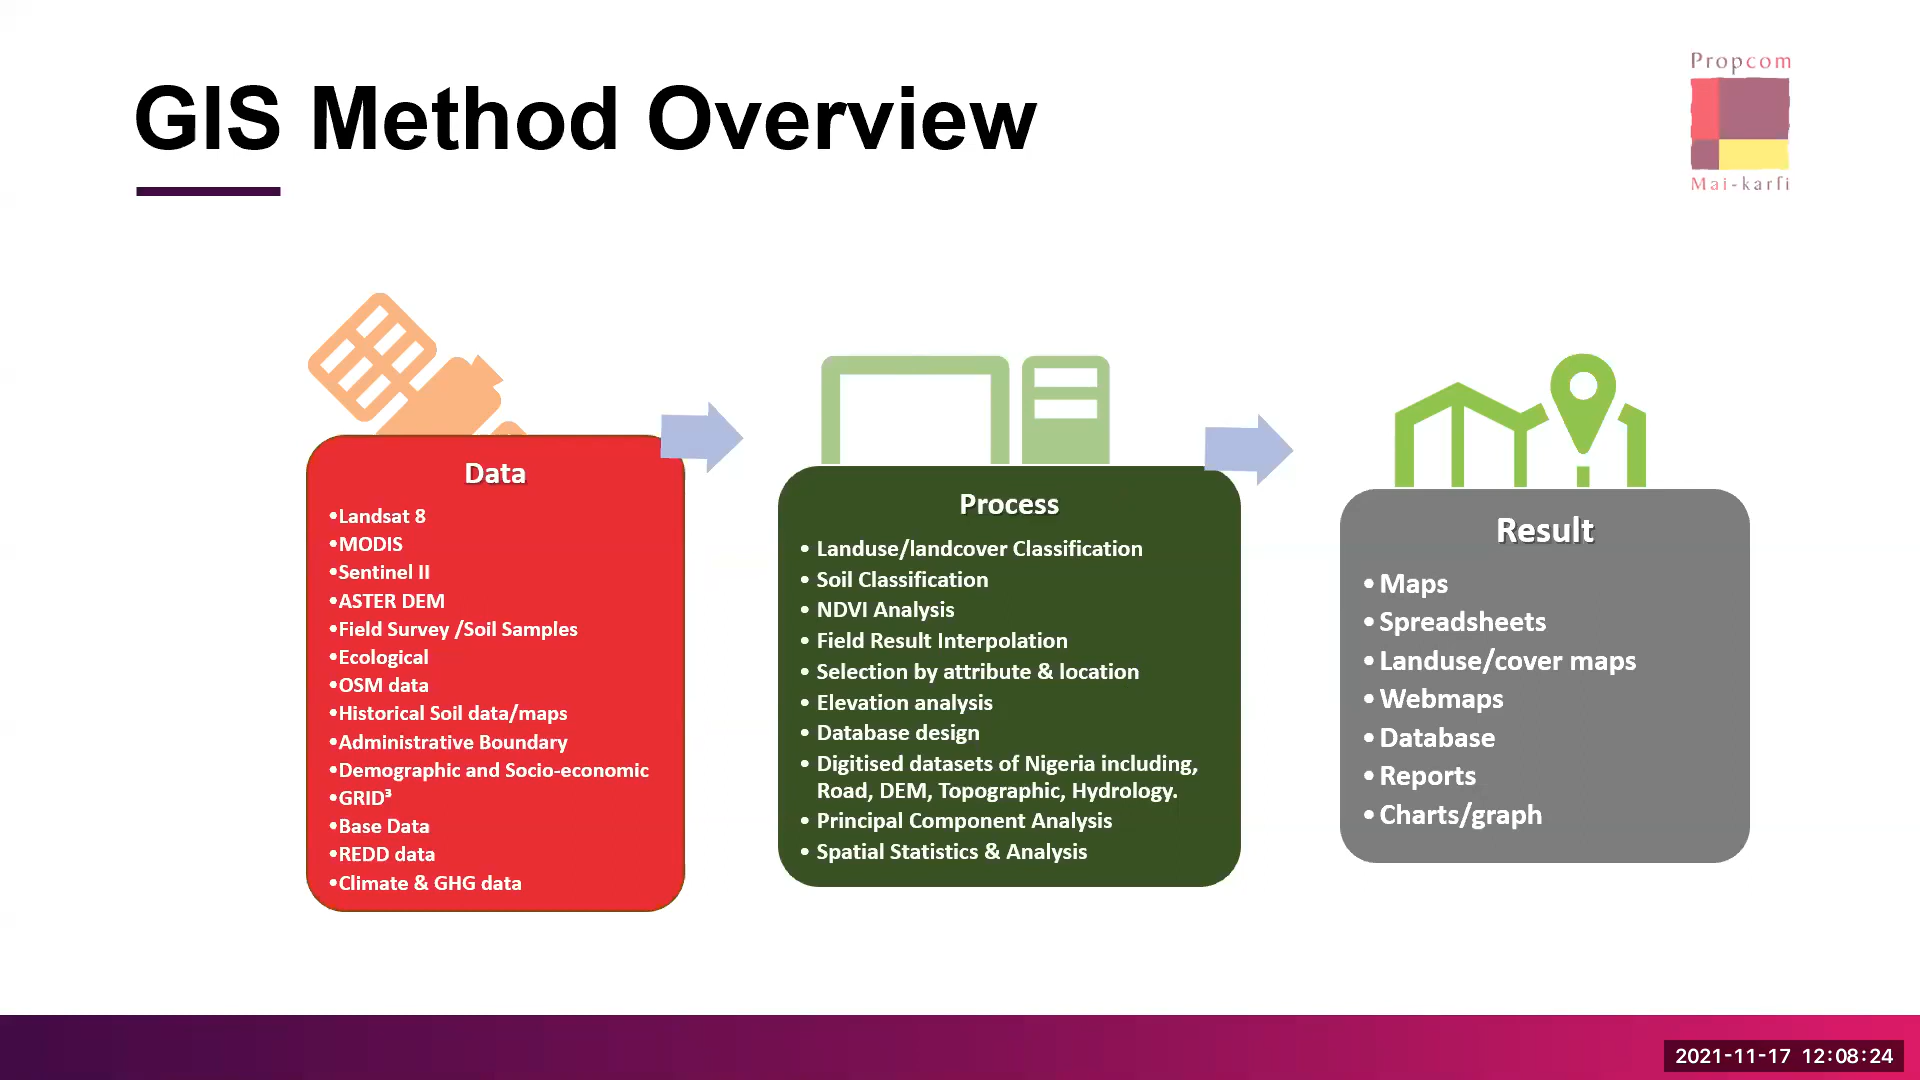 GIS Method Overview
Propcom
Mai-karfi
Data
•Landsat 8
•MODIS
•Sentinel II
•ASTER DEM
•Field Survey /Soil Samples
•Ecological
•OSM data
•Historical Soil data/maps
•Administrative Boundary
•Demographic and Socio-economic
•GRID³
•Base Data
•REDD data
•Climate & GHG data
Process
• Landuse/landcover Classification
• Soil Classification
• NDVI Analysis
• Field Result Interpolation
• Selection by attribute & location
• Elevation analysis
• Database design
• Digitised datasets of Nigeria including,
Road, DEM, Topographic, Hydrology.
• Principal Component Analysis
• Spatial Statistics & Analysis
Result
• Maps
• Spreadsheets
• Landuse/cover maps
• Webmaps
• Database
• Reports
• Charts/graph
2021-11-17 12:08:24